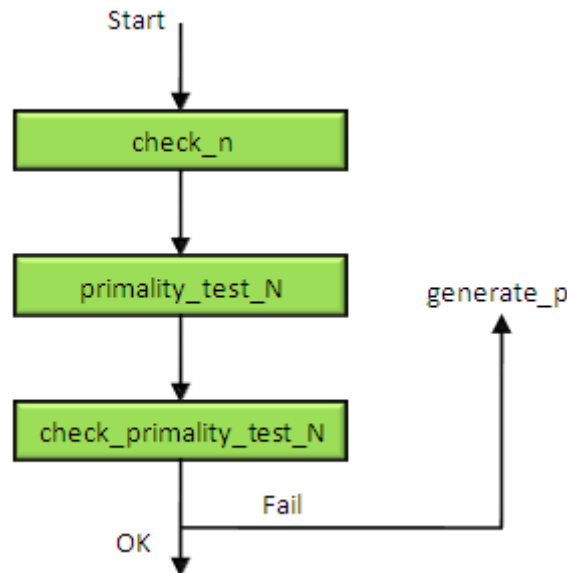 Start
check_n
primality_test_N
generate_p
check_primality_test_N
Fail
OK